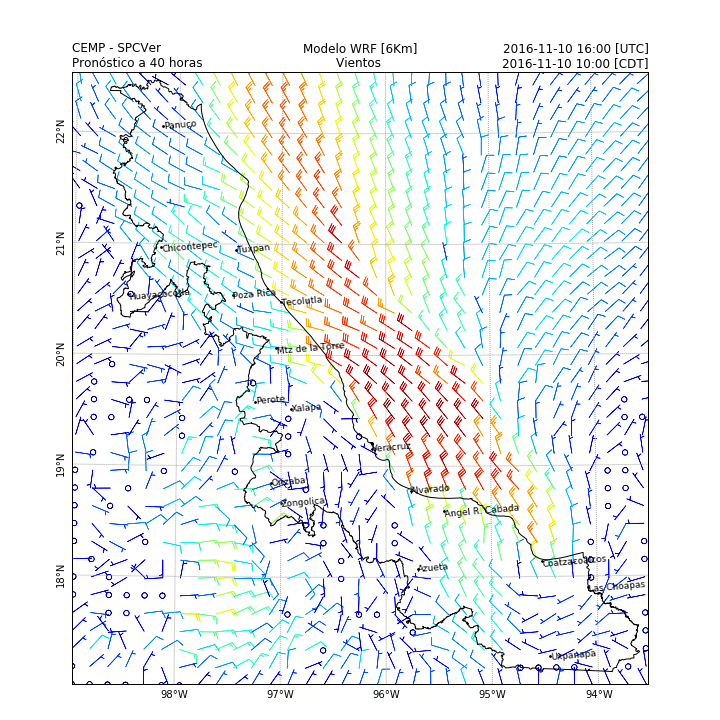 CEMP - SPCVer
Modelo WRF [6Km]
2016-11-10 16:00 [UTC]
Pronóstico a 40 horas
Vientos
2016-11-10 10:00 [CDT]
22°N
Panuco
21°N
Chicontepec
Tuxpan
Huayacocotla
Poza Rica
Tecolutla
20°N
Mtz de la Torre
Perote
Xalapa
Veracruz
19°N
Orizaba
Alvarado
Zongolica
Angel R. Cabada
18°N
Azueta
Coatzacoalcos
Las Choapas
Uxpanapa
98°W
97°W
96°W
95°W
94°W